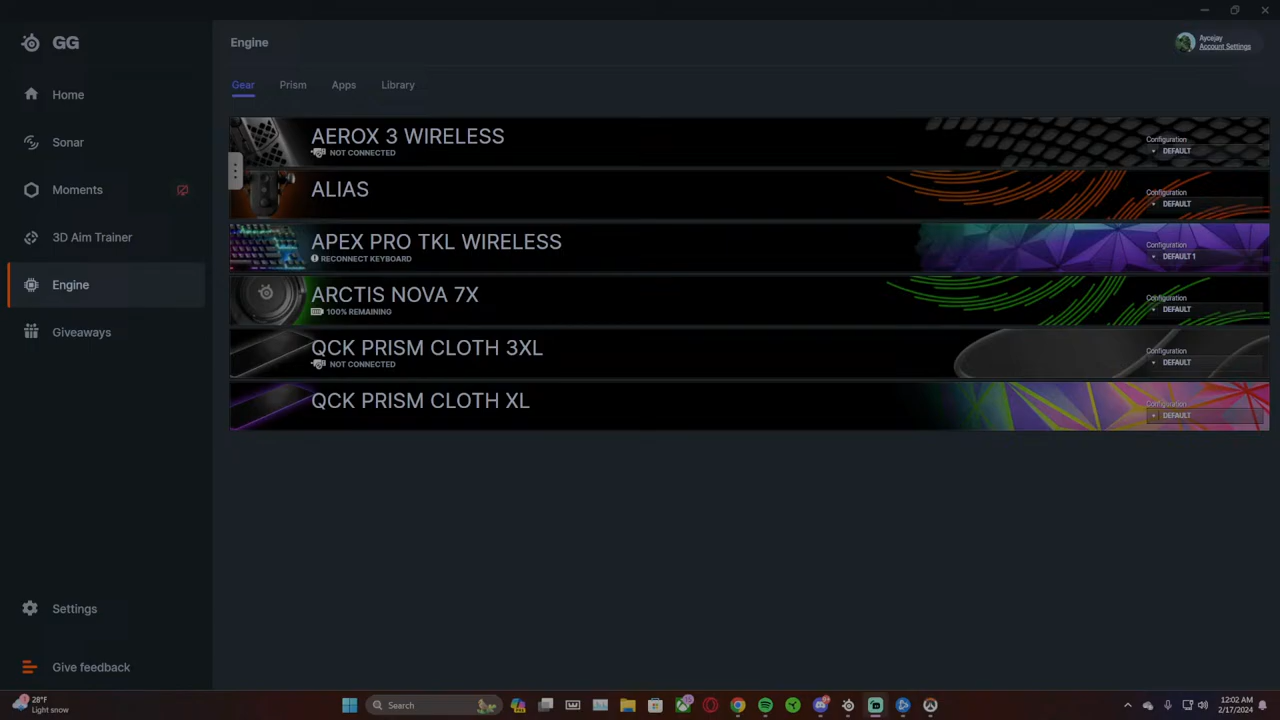 GG
Home
Sonar
Moments
3D Aim Trainer
Engine
Giveaways
Settings
Give feedback
Engine
Aycejay
Account Settings
Gear Prism Apps Library
AEROX 3 WIRELESS
NOT CONNECTED
Configuration
DEFAULT
ALIAS
Configuration
DEFAULT
APEX PRO TKL WIRELESS
RECONNECT KEYBOARD
Configuration
DEFAULT 1
ARCTIS NOVA 7X
100% REMAINING
Configuration
DEFAULT
QCK PRISM CLOTH 3XL
NOT CONNECTED
Configuration
DEFAULT
QCK PRISM CLOTH XL
Configuration
DEFAULT
28°F
Light snow
Search
12:02 AM
2/17/2024